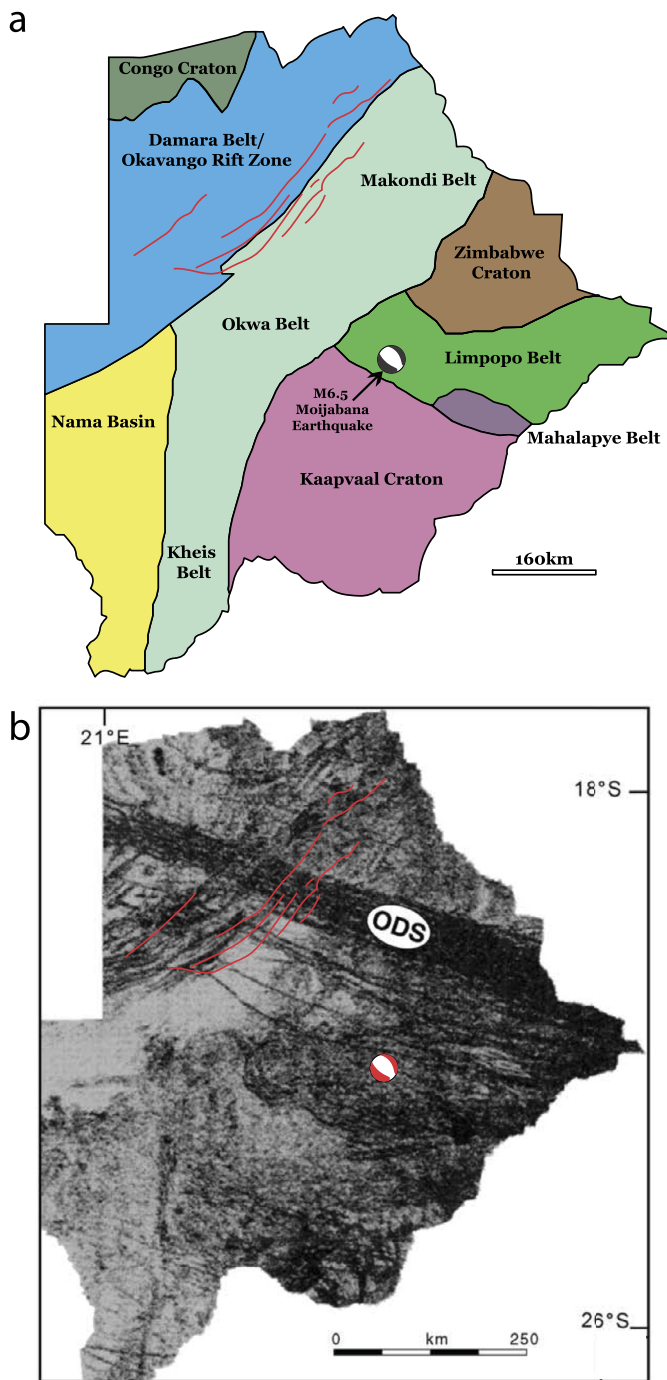 a
Congo Craton
Damara Belt/
Okavango Rift Zone
Makondi Belt
Zimbabwe
Craton
Okwa Belt
Limpopo Belt
M6.5
Moijabana
Earthquake
Nama Basin
Mahalapye Belt
Kaapvaal Craton
Kheis
Belt
160km
b
21°E
18°S
ODS
26°S
0 km 250